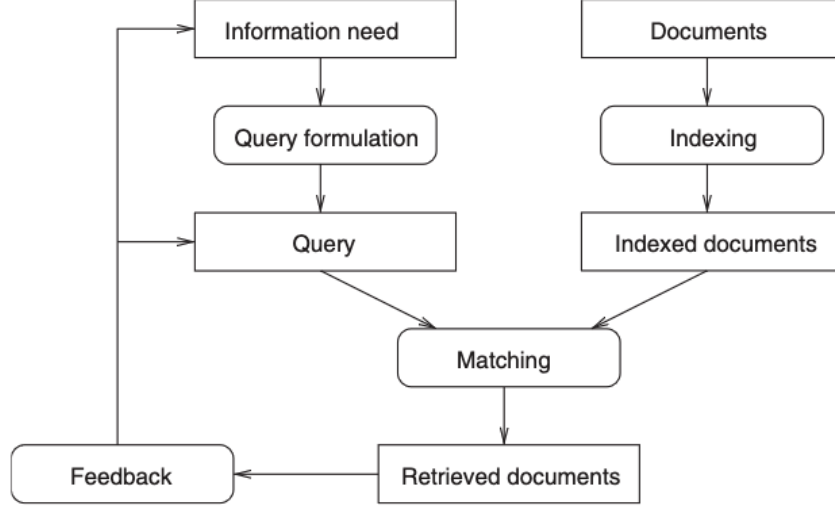 Information need
Documents
Query formulation
Indexing
Query
Indexed documents
Matching
Feedback
Retrieved documents